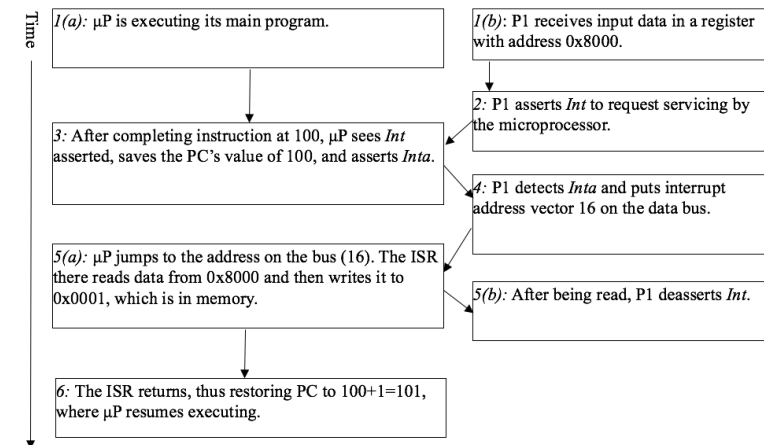 Time
1(a): μP is executing its main program.
1(b): P1 receives input data in a register
with address 0x8000.
2: P1 asserts Int to request servicing by
the microprocessor.
3: After completing instruction at 100, μP sees Int
asserted, saves the PC’s value of 100, and asserts Inta.
4: P1 detects Inta and puts interrupt
address vector 16 on the data bus.
5(a): μP jumps to the address on the bus (16). The ISR
there reads data from 0x8000 and then writes it to
0x0001, which is in memory.
5(b): After being read, P1 deasserts Int.
6: The ISR returns, thus restoring PC to 100+1=101,
where μP resumes executing.